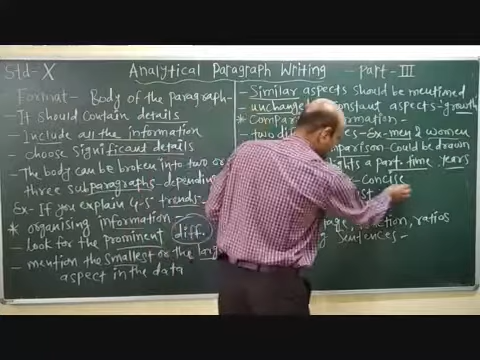 Std-X
Analytical Paragraph Writing - Part-III
Format- Body of the paragraph-
- It should contain details
- Include all the information
- choose significant details
- The body can be broken into two or
three subparagraphs-depending
Ex- If you explain 4-5 trends-
* organising information-
- Look for the prominent diff.
- mention the smallest or the
aspect in the data
- Similar aspects should be mentioned
- constant aspects-growth
* information-
- two - Ex- men & women
- could be drawn
a part. time years
- concise
ratios
sentences-